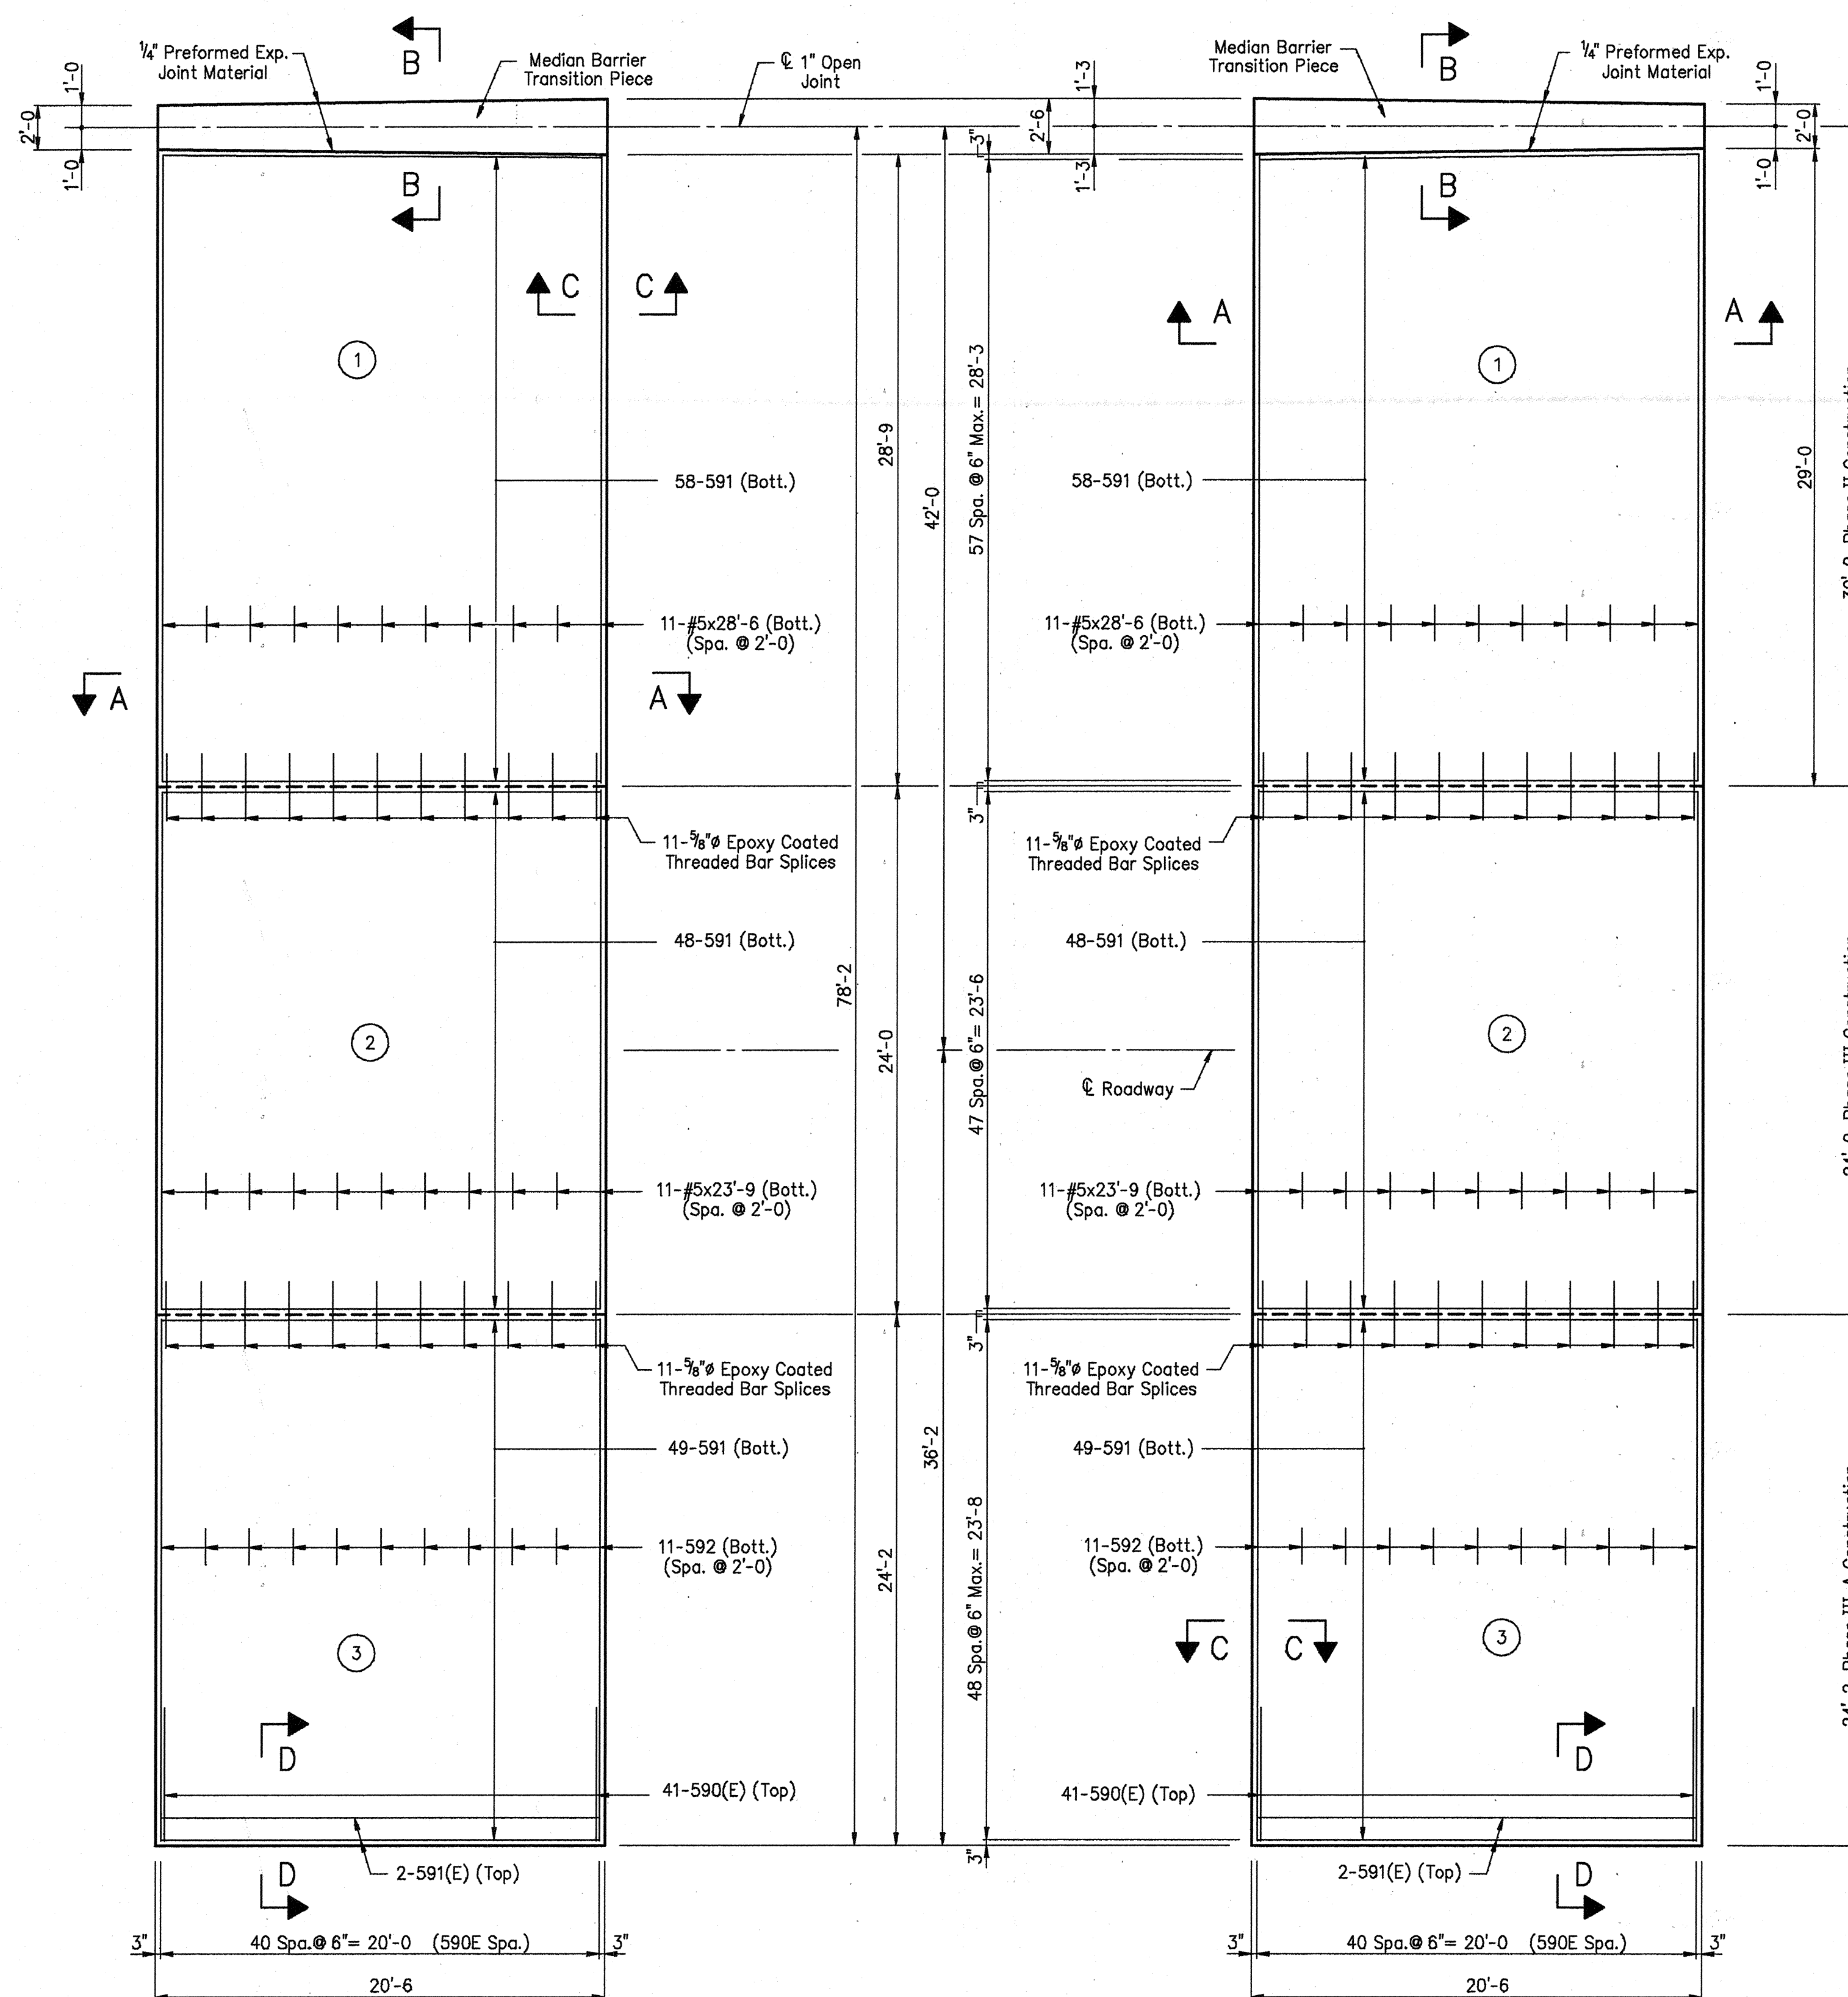 B
1/4" Preformed Exp.
Joint Material
Median Barrier
Transition Piece
℄ 1" Open
Joint
Median Barrier
Transition Piece
B
1/4" Preformed Exp.
Joint Material
1'-0
2'-0
1'-0
1'-3
2'-6
3"
1'-3
1'-0
2'-0
1'-0
B
B
C
C
A
A
1
1
28'-9
42'-0
57 Spa. @ 6" Max.= 28'-3
29'-0
58-591 (Bott.)
58-591 (Bott.)
11-#5x28'-6 (Bott.)
(Spa. @ 2'-0)
11-#5x28'-6 (Bott.)
(Spa. @ 2'-0)
A
A
3"
11-5/8"ø Epoxy Coated
Threaded Bar Splices
11-5/8"ø Epoxy Coated
Threaded Bar Splices
48-591 (Bott.)
48-591 (Bott.)
78'-2
24'-0
47 Spa.@ 6"= 23'-6
2
2
℄ Roadway
11-#5x23'-9 (Bott.)
(Spa. @ 2'-0)
11-#5x23'-9 (Bott.)
(Spa. @ 2'-0)
3"
11-5/8"ø Epoxy Coated
Threaded Bar Splices
11-5/8"ø Epoxy Coated
Threaded Bar Splices
49-591 (Bott.)
49-591 (Bott.)
36'-2
24'-2
48 Spa.@ 6" Max.= 23'-8
11-592 (Bott.)
(Spa. @ 2'-0)
11-592 (Bott.)
(Spa. @ 2'-0)
C
C
3
3
D
D
41-590(E) (Top)
41-590(E) (Top)
3"
D
2-591(E) (Top)
2-591(E) (Top)
D
3"
40 Spa.@ 6"= 20'-0 (590E Spa.)
3"
3"
40 Spa.@ 6"= 20'-0 (590E Spa.)
3"
20'-6
20'-6